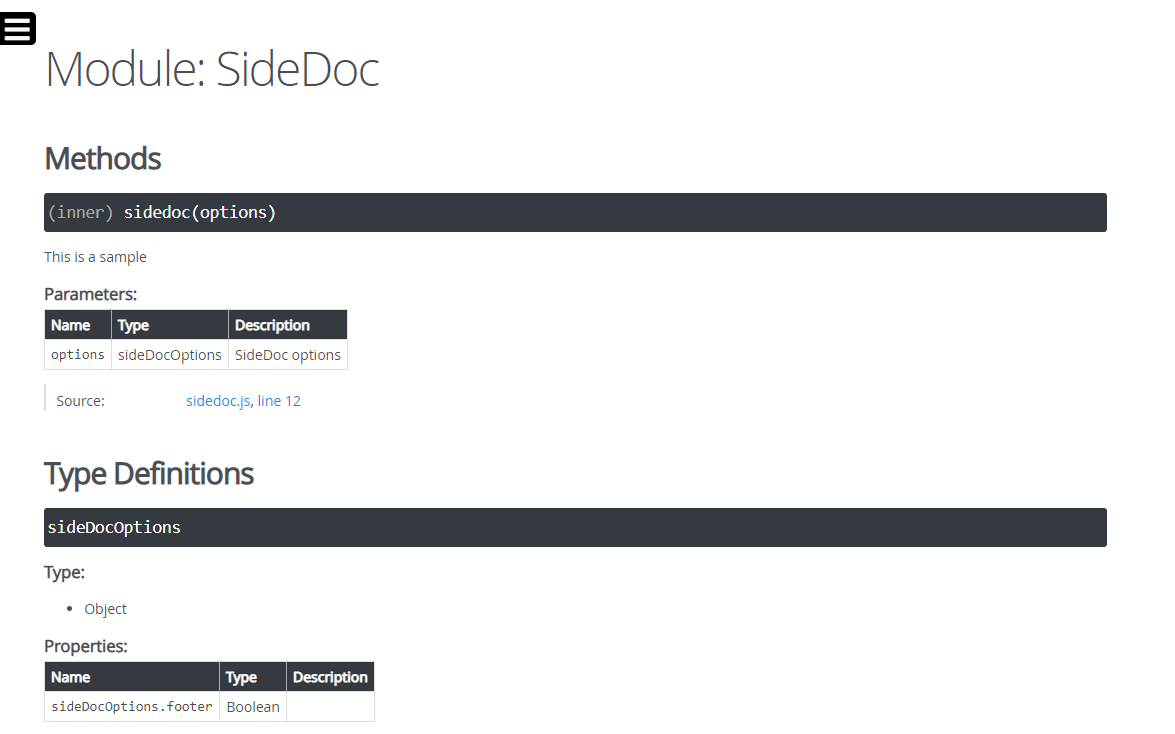 Module: SideDoc
Methods
(inner) sidedoc(options)
This is a sample
Parameters:
Name Type Description
options sideDocOptions SideDoc options
Source: sidedoc.js, line 12
Type Definitions
sideDocOptions
Type:
• Object
Properties:
Name Type Description
sideDocOptions.footer Boolean